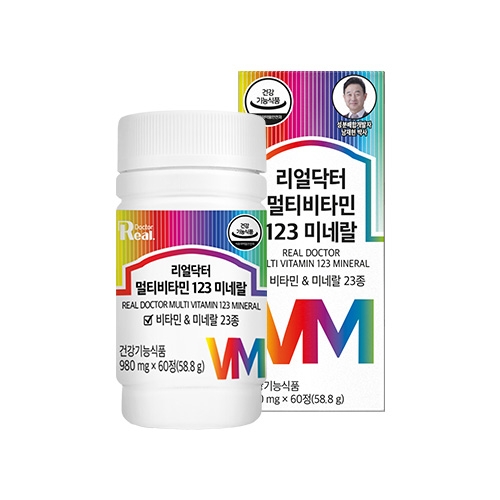 Doctor
Real.
건강
기능식품
리얼닥터
멀티비타민 123 미네랄
REAL DOCTOR MULTI VITAMIN 123 MINERAL
비타민 & 미네랄 23종
건강기능식품
980 mg × 60정(58.8 g)
VM
건강
기능식품
성분배합개발자
남재현 박사
리얼닥터
멀티비타민
123 미네랄
REAL DOCTOR
MULTI VITAMIN 123 MINERAL
비타민 & 미네랄 23종
VM
강기능식품
0 mg × 60정(58.8 g)